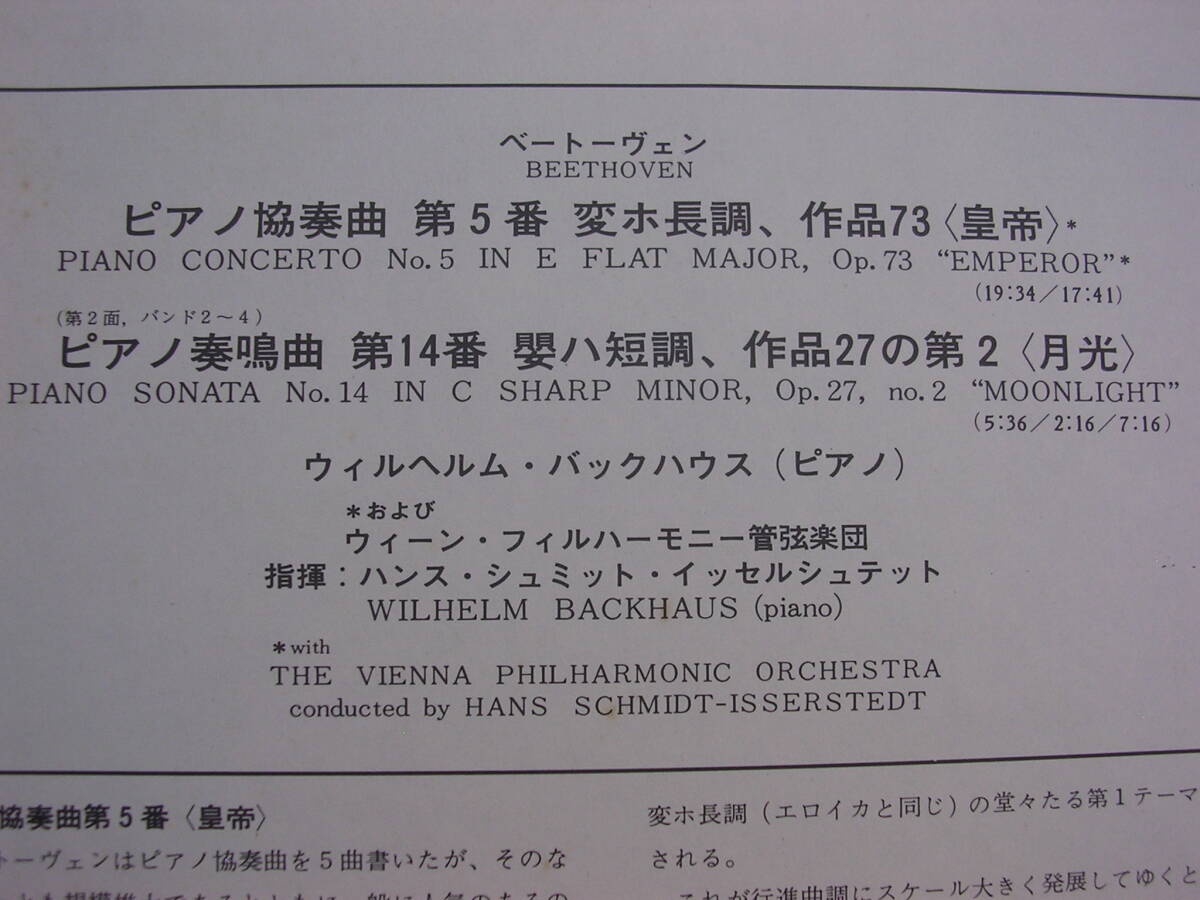 ベートーヴェン
BEETHOVEN
ピアノ協奏曲 第5番 変ホ長調、作品73〈皇帝〉*
PIANO CONCERTO No.5 IN E FLAT MAJOR, Op.73 “EMPEROR”*
(19:34/17:41)
(第2面, バンド2〜4)
ピアノ奏鳴曲 第14番 嬰ハ短調、作品27の第2〈月光〉
PIANO SONATA No.14 IN C SHARP MINOR, Op.27, no.2 “MOONLIGHT”
(5:36/2:16/7:16)
ウィルヘルム・バックハウス(ピアノ)
*および
ウィーン・フィルハーモニー管弦楽団
指揮:ハンス・シュミット・イッセルシュテット
WILHELM BACKHAUS (piano)
*with
THE VIENNA PHILHARMONIC ORCHESTRA
conducted by HANS SCHMIDT-ISSERSTEDT
協奏曲第5番〈皇帝〉
トーヴェンはピアノ協奏曲を5曲書いたが、そのな
変ホ長調(エロイカと同じ)の堂々たる第1テーマ
される。
これが行進曲調にスケール大きく発展してゆくと